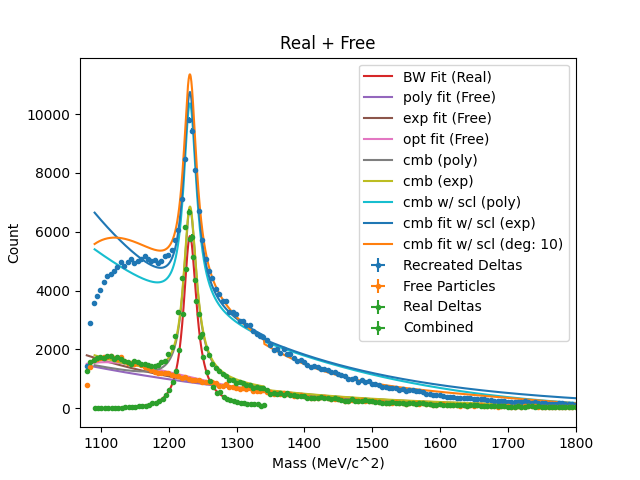 Real + Free
BW Fit (Real)
poly fit (Free)
exp fit (Free)
opt fit (Free)
cmb (poly)
cmb (exp)
cmb w/ scl (poly)
cmb fit w/ scl (exp)
cmb fit w/ scl (deg: 10)
Recreated Deltas
Free Particles
Real Deltas
Combined
Count
10000
8000
6000
4000
2000
0
1100 1200 1300 1400 1500 1600 1700 1800
Mass (MeV/c^2)